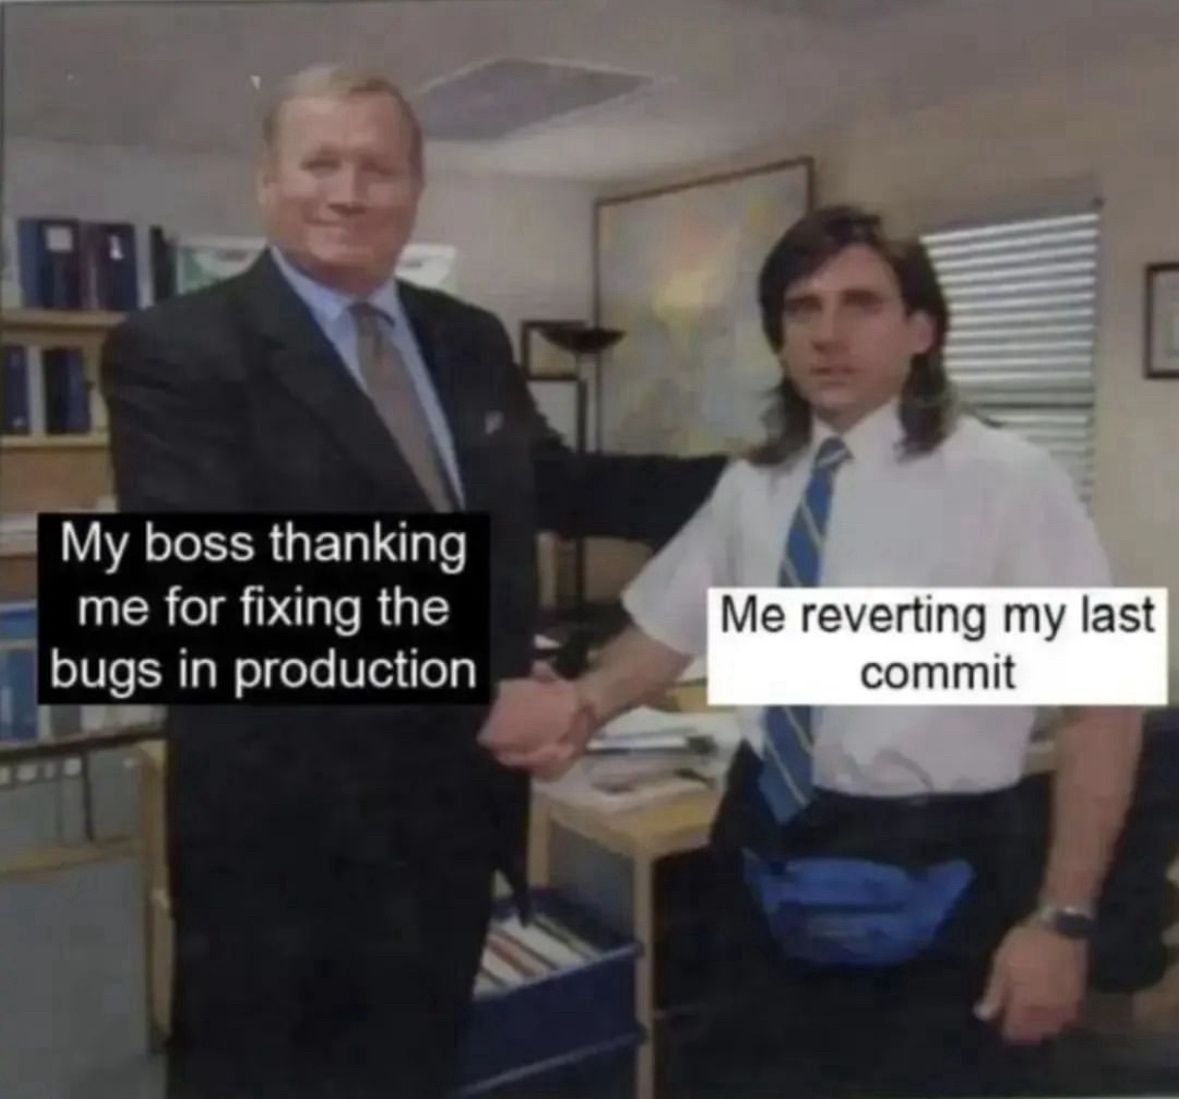 My boss thanking
me for fixing the
bugs in production
Me reverting my last
commit